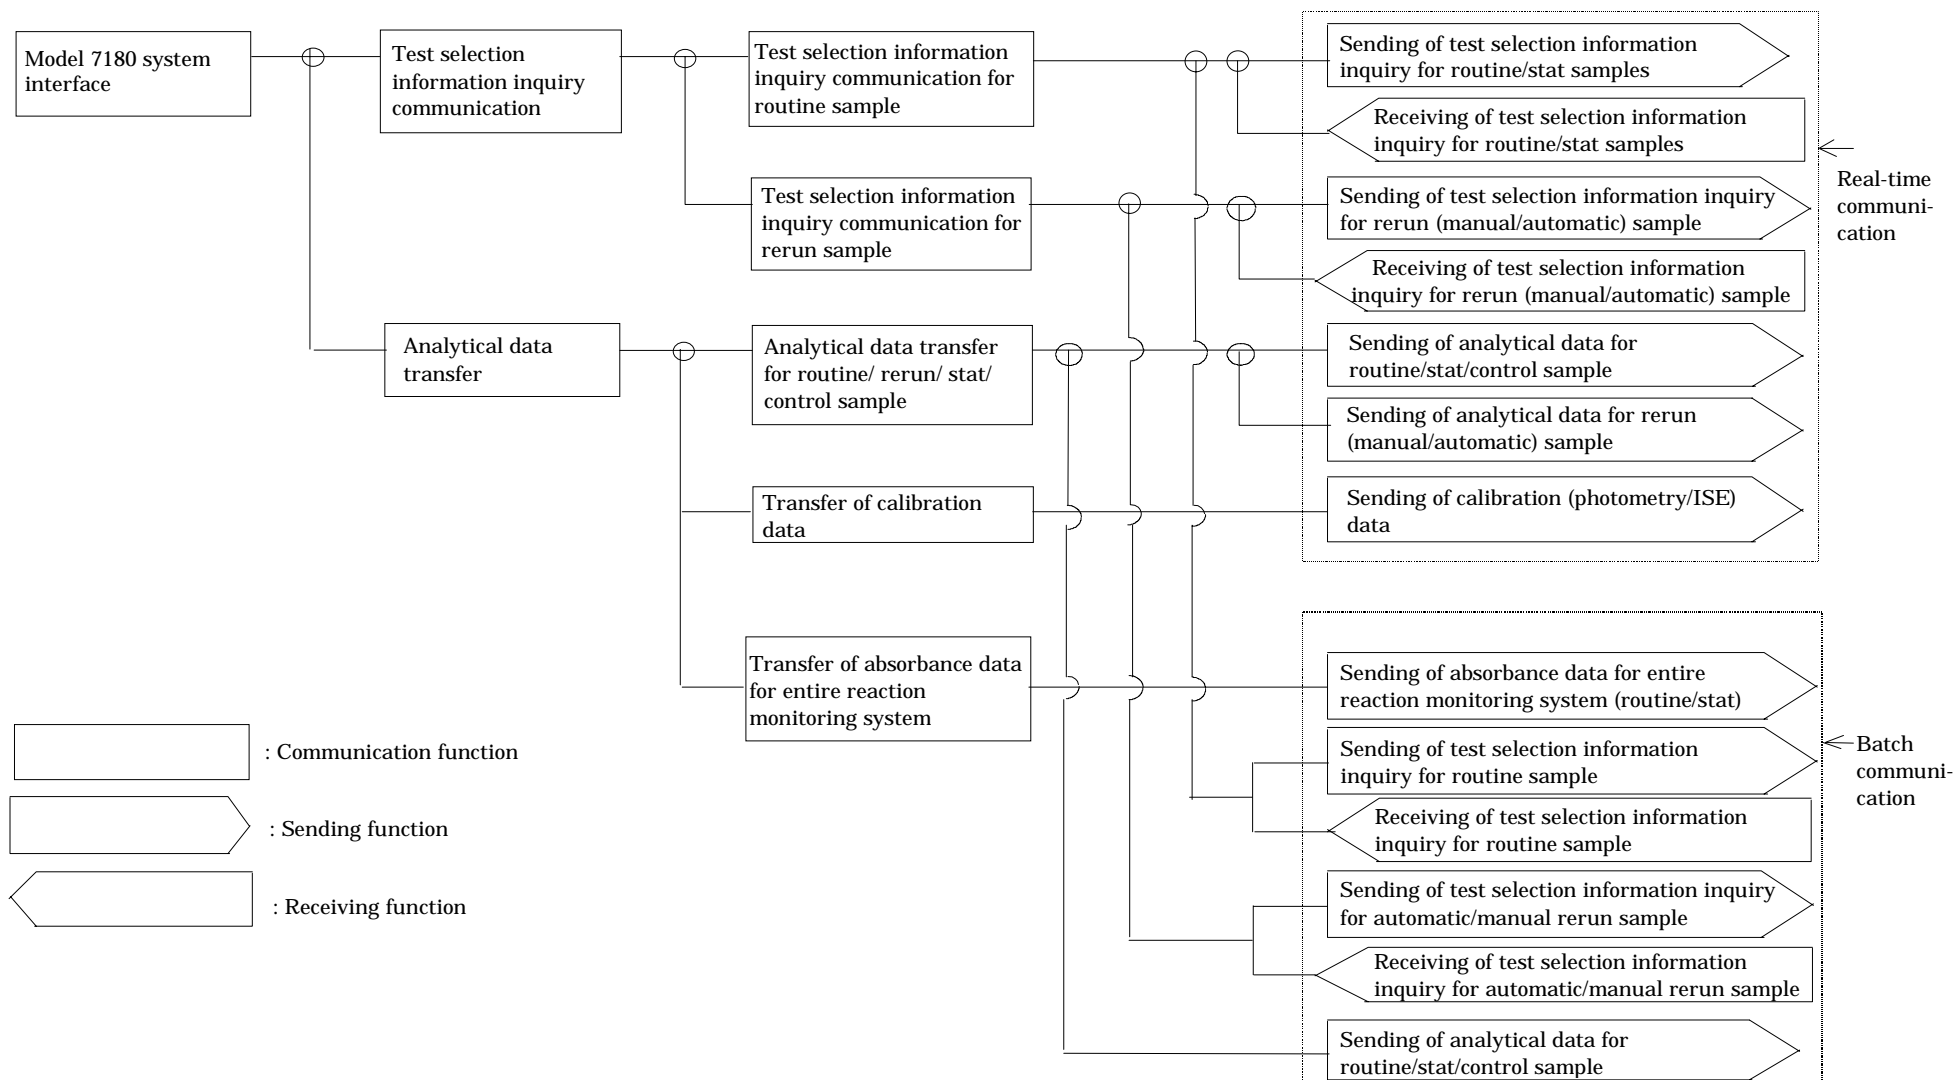 Model 7180 system
interface
Test selection
information inquiry
communication
Test selection information
inquiry communication for
routine sample
Sending of test selection information
inquiry for routine/stat samples
Receiving of test selection information
inquiry for routine/stat samples
Real-time
communi-
cation
Test selection information
inquiry communication for
rerun sample
Sending of test selection information inquiry
for rerun (manual/automatic) sample
Receiving of test selection information
inquiry for rerun (manual/automatic) sample
Analytical data
transfer
Analytical data transfer
for routine/ rerun/ stat/
control sample
Sending of analytical data for
routine/stat/control sample
Sending of analytical data for rerun
(manual/automatic) sample
Transfer of calibration
data
Sending of calibration (photometry/ISE)
data
Transfer of absorbance data
for entire reaction
monitoring system
Sending of absorbance data for entire
reaction monitoring system (routine/stat)
Sending of test selection information
inquiry for routine sample
Batch
communi-
cation
Receiving of test selection information
inquiry for routine sample
Sending of test selection information inquiry
for automatic/manual rerun sample
Receiving of test selection information
inquiry for automatic/manual rerun sample
Sending of analytical data for
routine/stat/control sample
: Communication function
: Sending function
: Receiving function